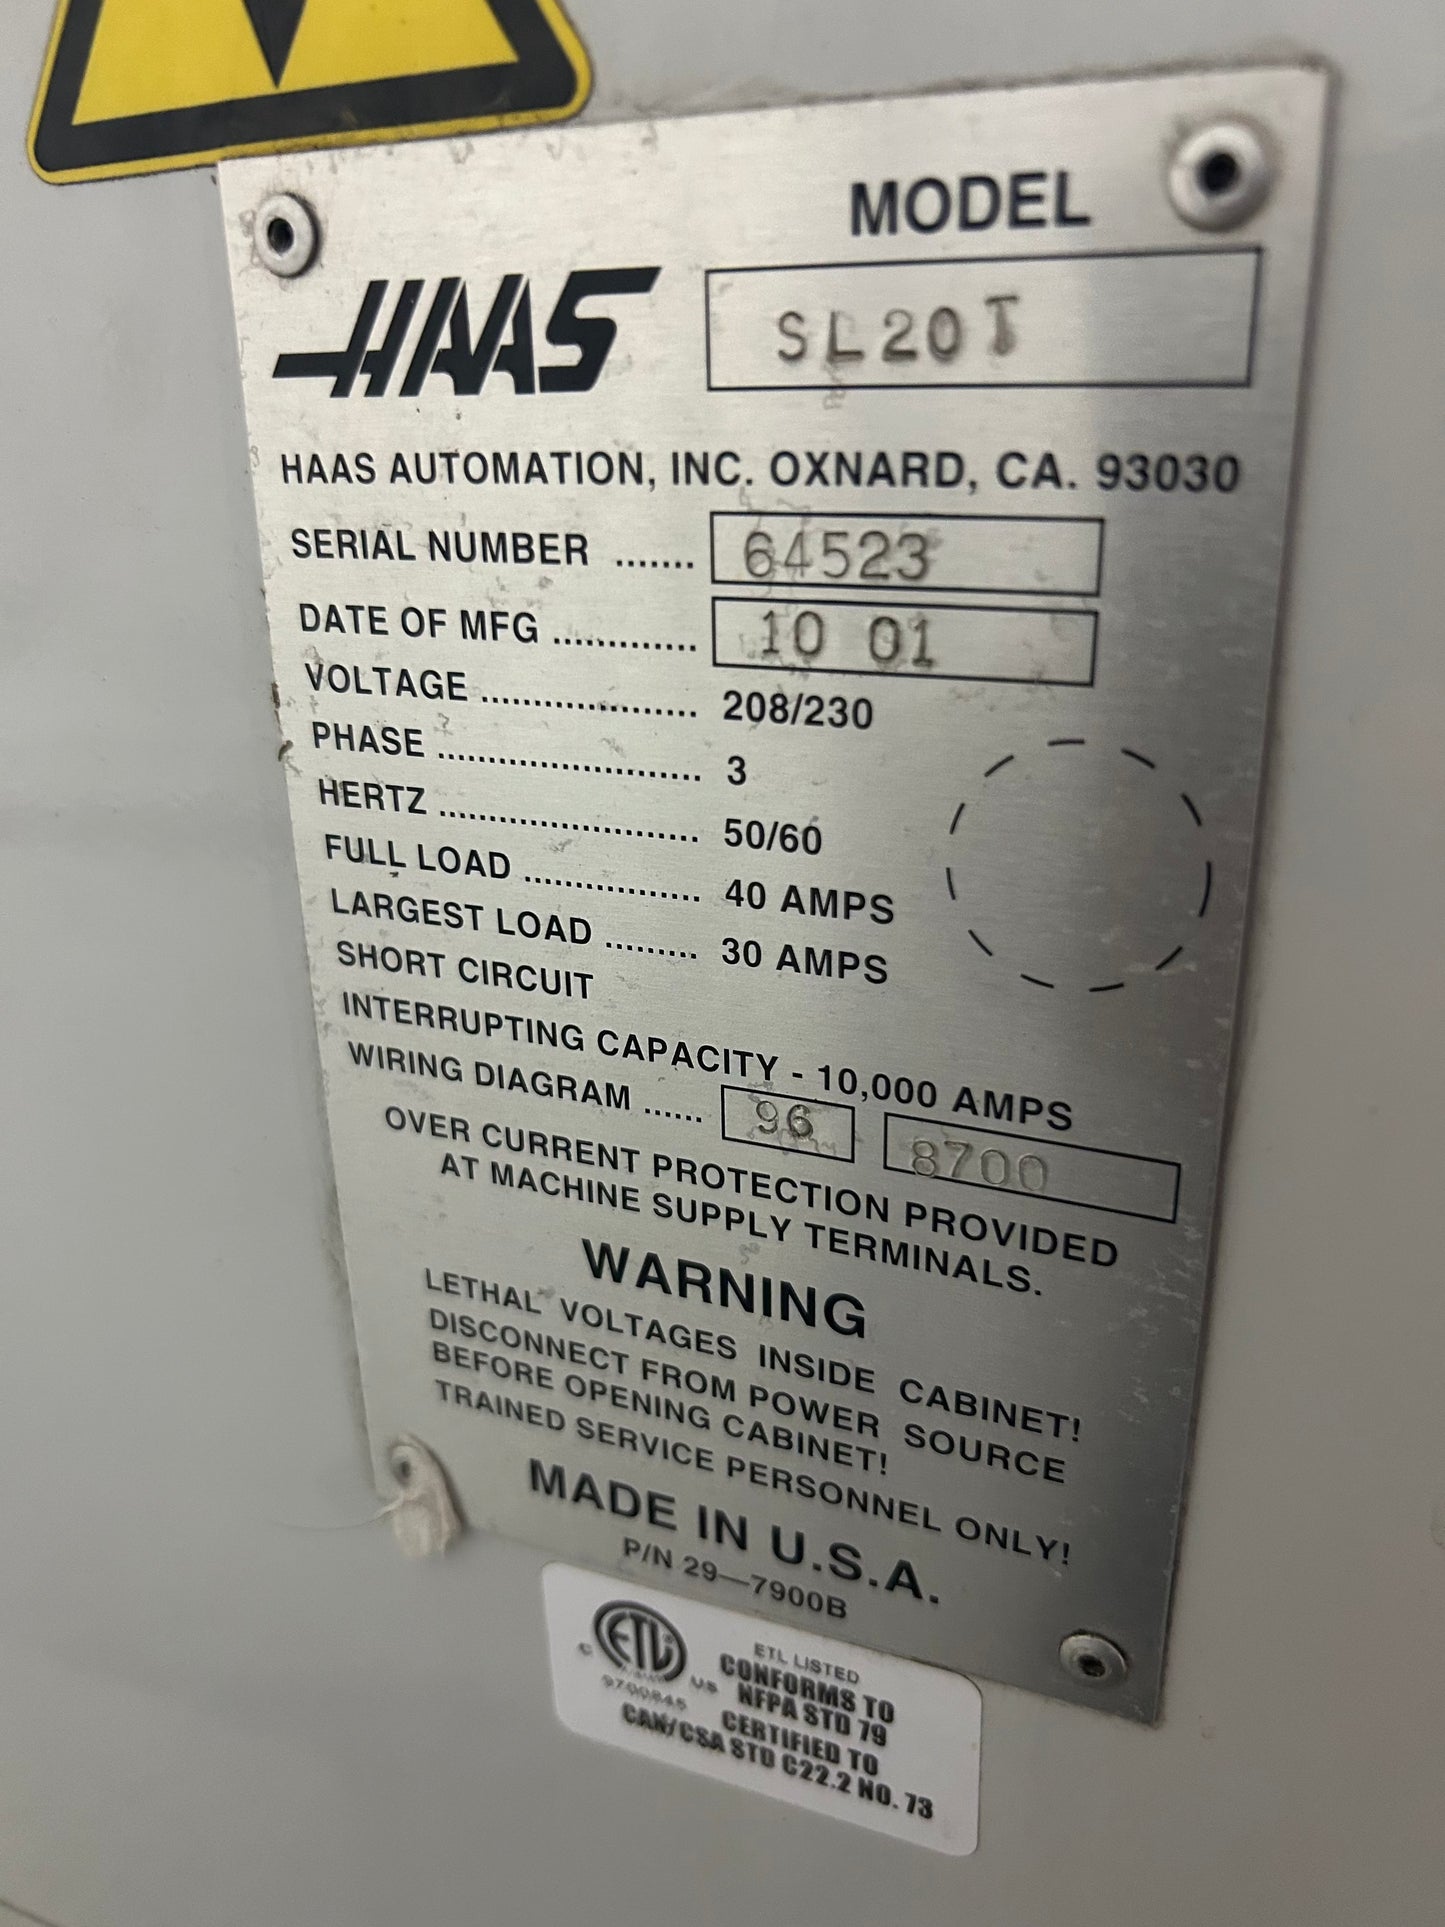 MODEL
HAAS
SL20T
HAAS AUTOMATION, INC. OXNARD, CA. 93030
SERIAL NUMBER ....... 64523
DATE OF MFG ............. 10 01
VOLTAGE ..................... 208/230
PHASE .......................... 3
HERTZ .......................... 50/60
FULL LOAD ................. 40 AMPS
LARGEST LOAD ......... 30 AMPS
SHORT CIRCUIT
INTERRUPTING CAPACITY - 10,000 AMPS
WIRING DIAGRAM ...... 96 8700
OVER CURRENT PROTECTION PROVIDED
AT MACHINE SUPPLY TERMINALS.
WARNING
LETHAL VOLTAGES INSIDE CABINET!
DISCONNECT FROM POWER SOURCE
BEFORE OPENING CABINET!
TRAINED SERVICE PERSONNEL ONLY!
MADE IN U.S.A.
P/N 29—7900B
ETL LISTED
CONFORMS TO
NFPA STD 79
C ETL US
9700845
CERTIFIED TO
CAN/CSA STD C22.2 NO. 73